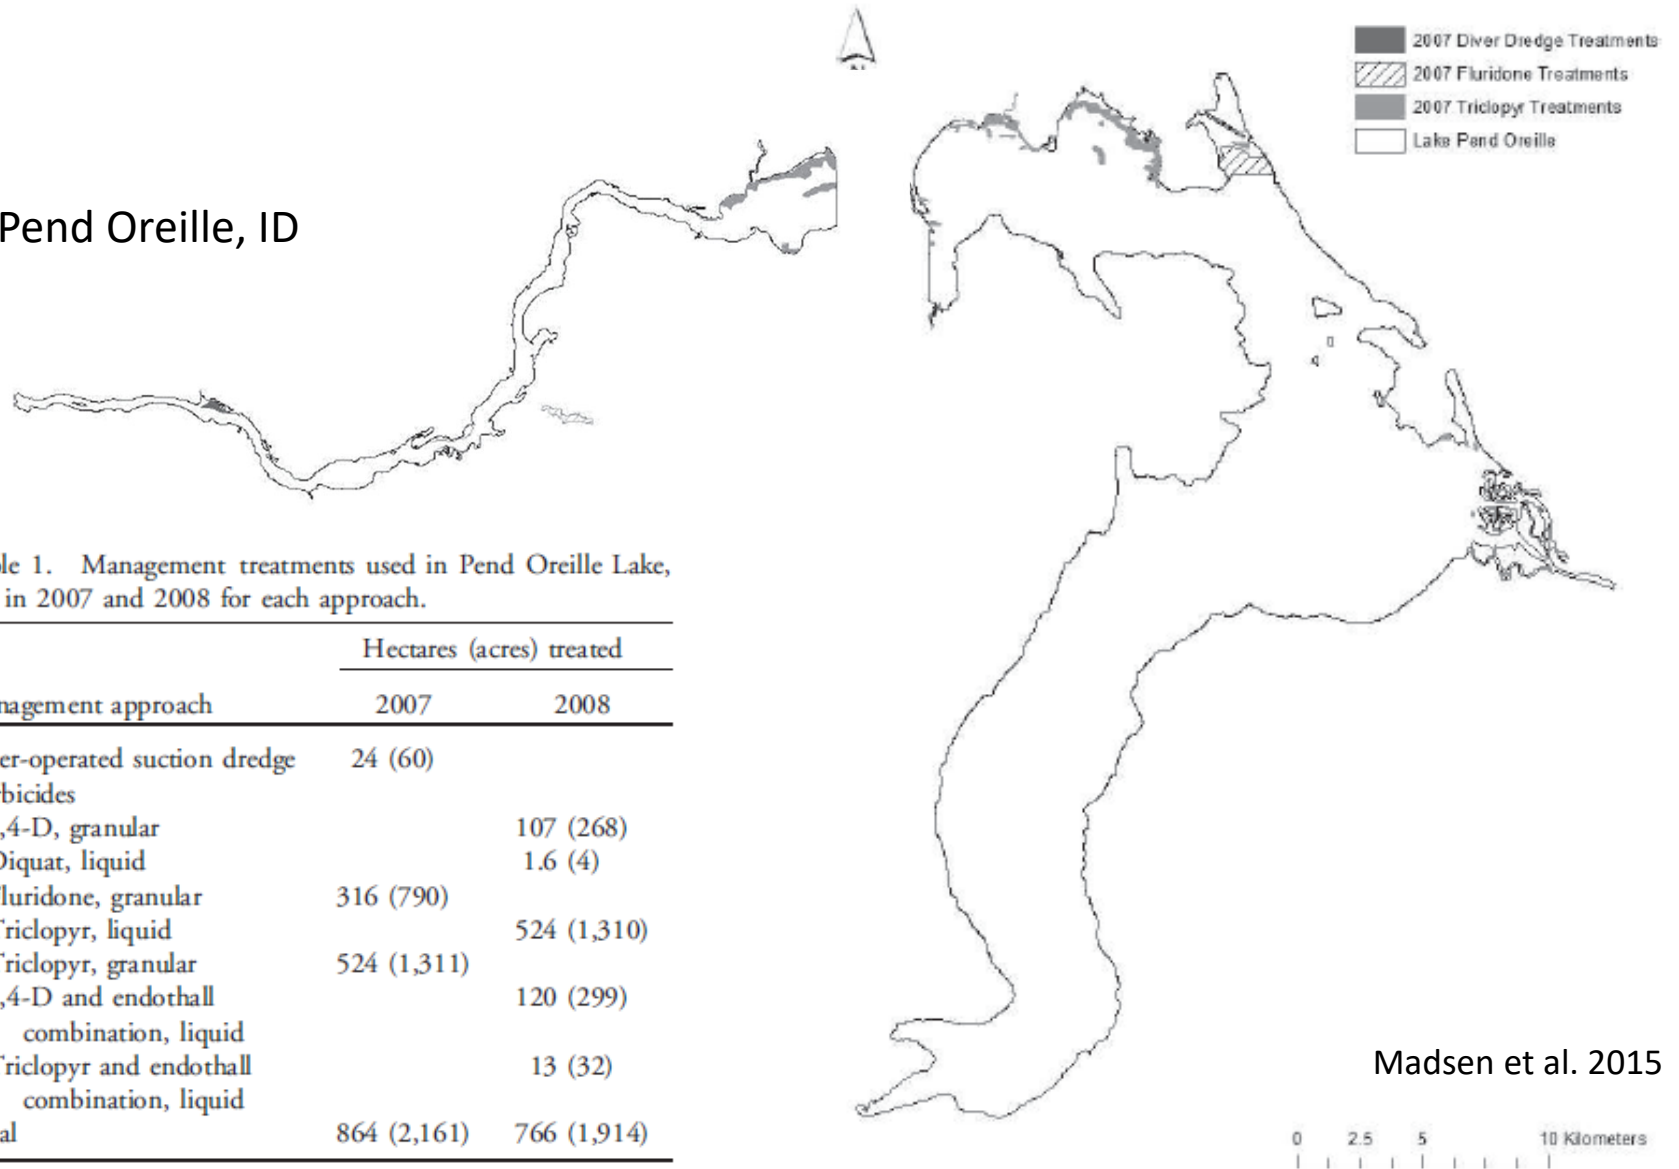 Pend Oreille, ID
N
2007 Diver Dredge Treatments
2007 Fluridone Treatments
2007 Triclopyr Treatments
Lake Pend Oreille
le 1. Management treatments used in Pend Oreille Lake,
in 2007 and 2008 for each approach.
Hectares (acres) treated
nagement approach 2007 2008
er-operated suction dredge 24 (60)
bicides
,4-D, granular 107 (268)
Diquat, liquid 1.6 (4)
luridone, granular 316 (790)
Triclopyr, liquid 524 (1,310)
Triclopyr, granular 524 (1,311)
,4-D and endothall 120 (299)
combination, liquid
Triclopyr and endothall 13 (32)
combination, liquid
al 864 (2,161) 766 (1,914)
Madsen et al. 2015
0 2.5 5 10 Kilometers